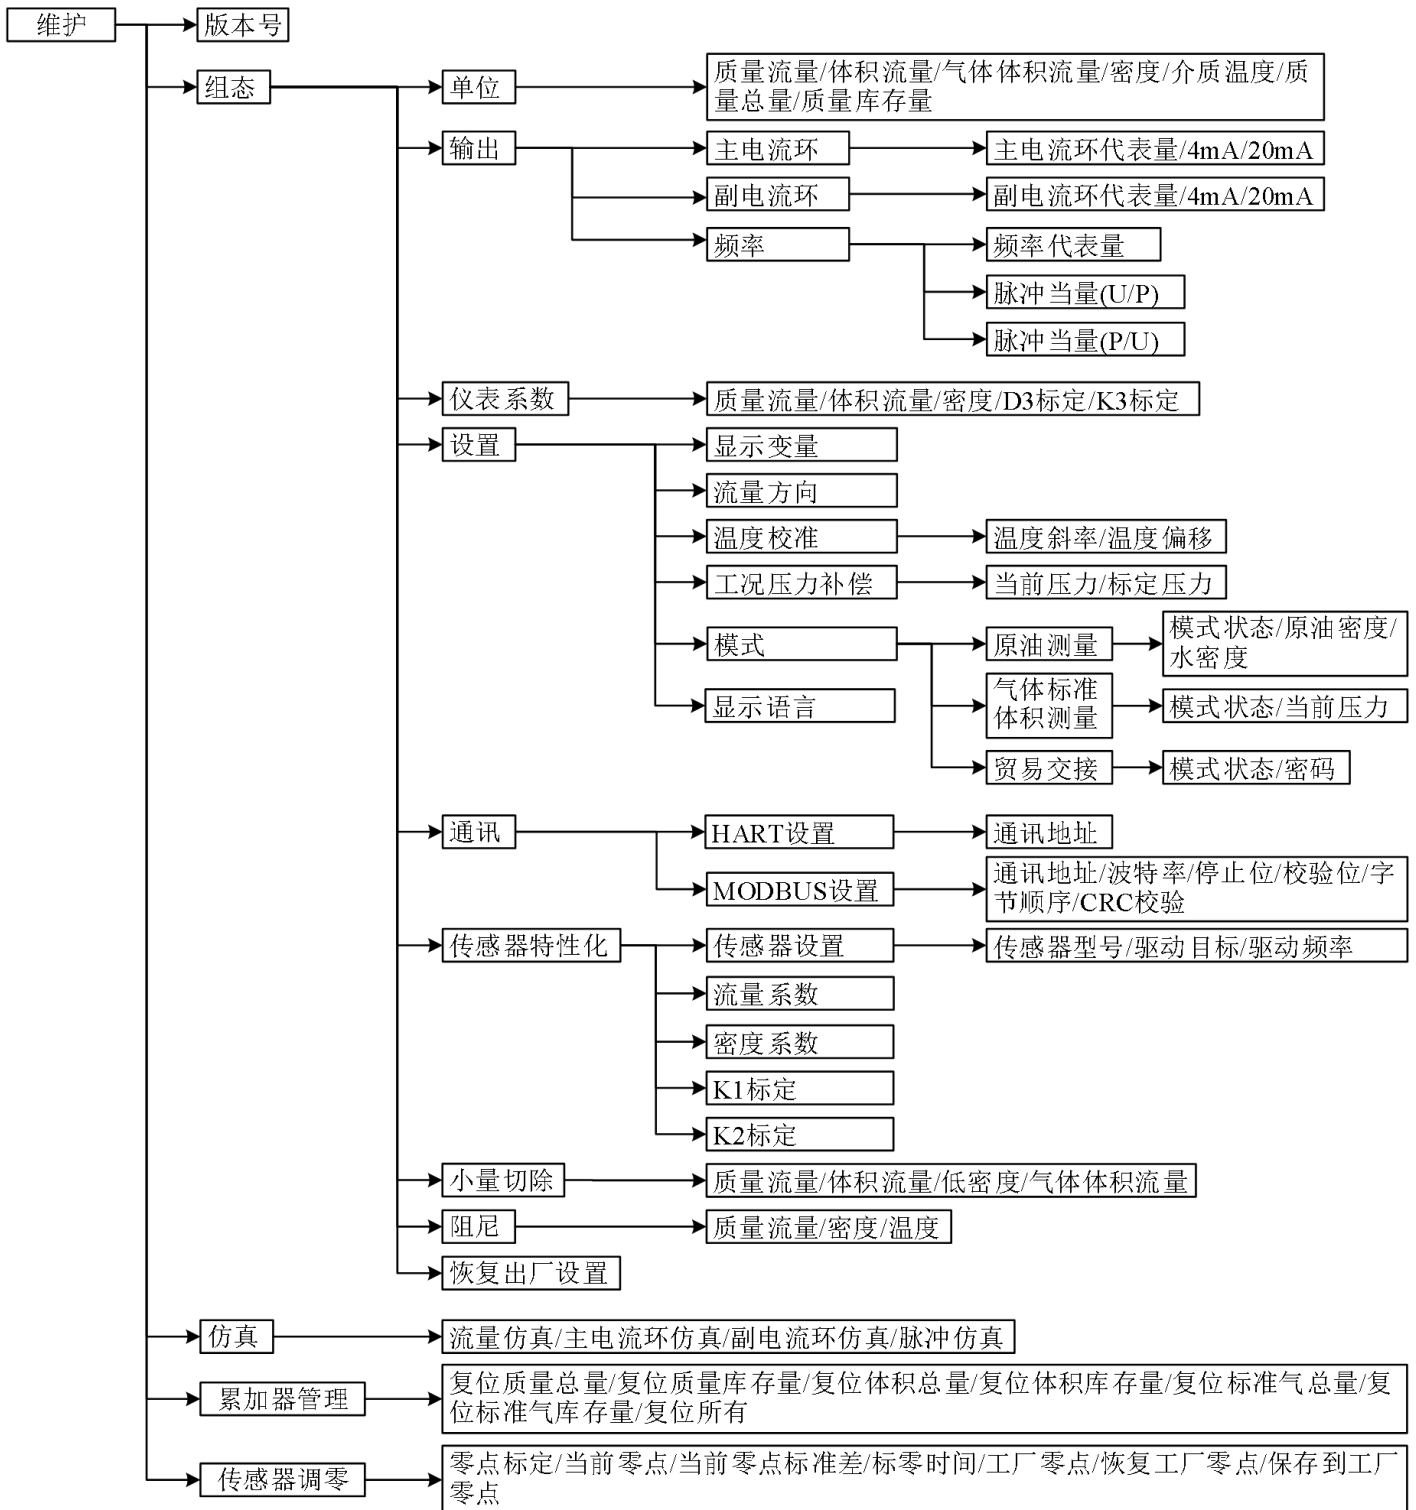 维护
版本号
组态
单位
质量流量/体积流量/气体体积流量/密度/介质温度/质
量总量/质量库存量
输出
主电流环
主电流环代表量/4mA/20mA
副电流环
副电流环代表量/4mA/20mA
频率
频率代表量
脉冲当量(U/P)
脉冲当量(P/U)
仪表系数
质量流量/体积流量/密度/D3标定/K3标定
设置
显示变量
流量方向
温度校准
温度斜率/温度偏移
工况压力补偿
当前压力/标定压力
模式
原油测量
模式状态/原油密度/
水密度
气体标准
体积测量
模式状态/当前压力
贸易交接
模式状态/密码
显示语言
通讯
HART设置
通讯地址
MODBUS设置
通讯地址/波特率/停止位/校验位/字
节顺序/CRC校验
传感器特性化
传感器设置
传感器型号/驱动目标/驱动频率
流量系数
密度系数
K1标定
K2标定
小量切除
质量流量/体积流量/低密度/气体体积流量
阻尼
质量流量/密度/温度
恢复出厂设置
仿真
流量仿真/主电流环仿真/副电流环仿真/脉冲仿真
累加器管理
复位质量总量/复位质量库存量/复位体积总量/复位体积库存量/复位标准气总量/复
位标准气库存量/复位所有
传感器调零
零点标定/当前零点/当前零点标准差/标零时间/工厂零点/恢复工厂零点/保存到工厂
零点